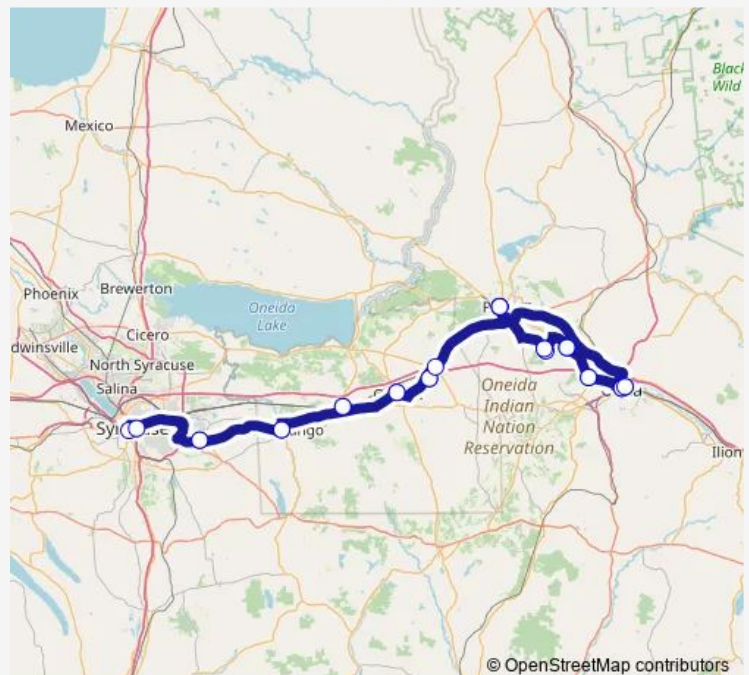 Mexico
Black
Wild
Phoenix
Brewerton
Oneida
Lake
Cicero
dwinsville
North Syracuse
Salina
Oneida
Indian
Nation
Reservation
Ilion
© OpenStreetMap contributors